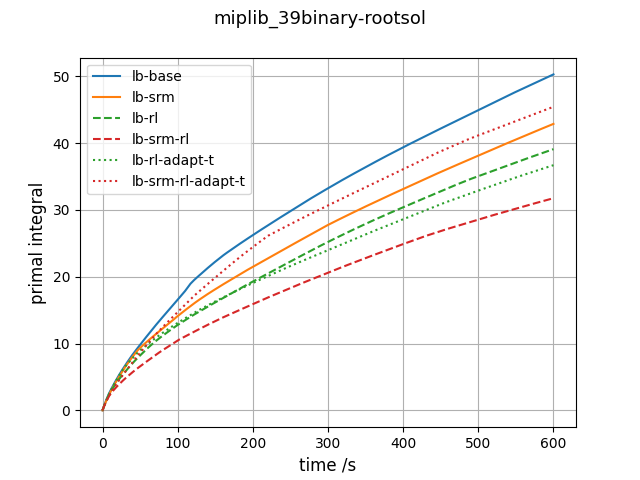 miplib_39binary-rootsol
lb-base
lb-srm
lb-rl
lb-srm-rl
lb-rl-adapt-t
lb-srm-rl-adapt-t
primal integral
50
40
30
20
10
0
0 100 200 300 400 500 600
time /s